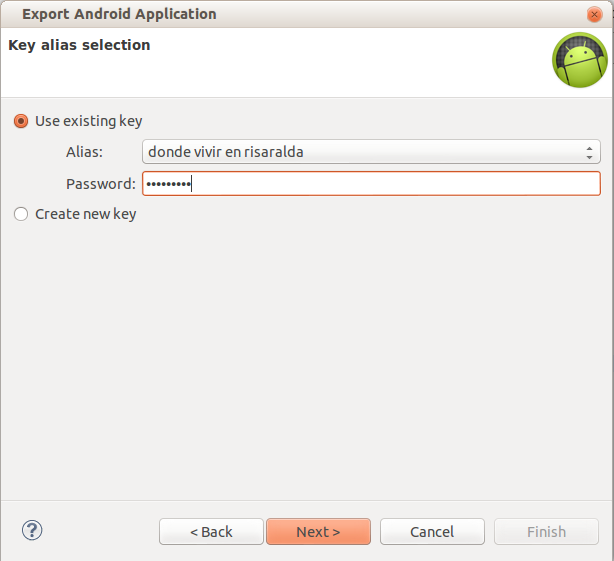 Export Android Application
Key alias selection
Use existing key
Alias: donde vivir en risaralda
Password: •••••••••
Create new key
? < Back Next > Cancel Finish